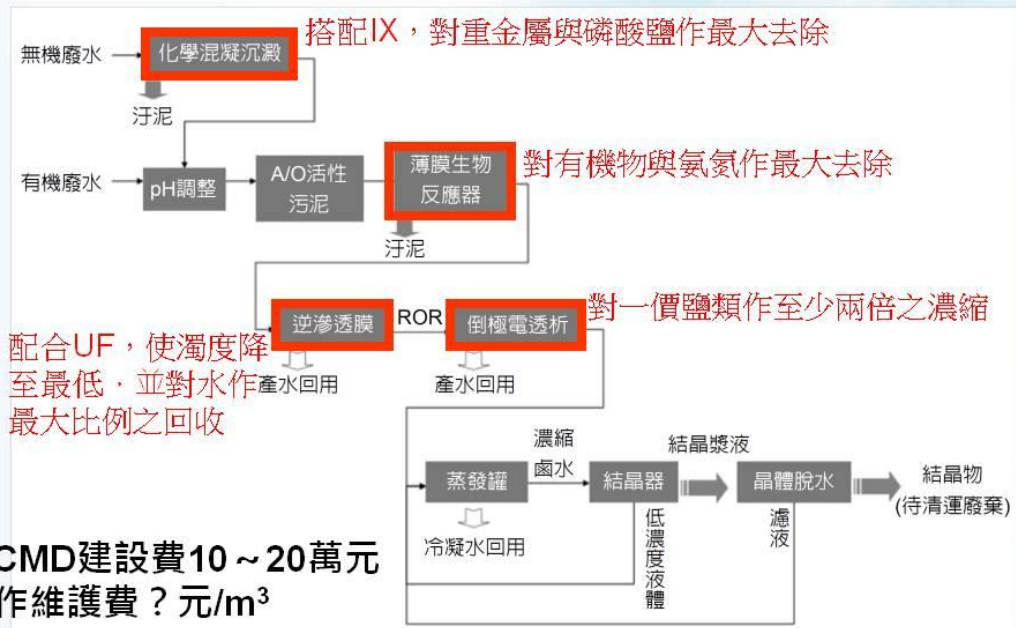 搭配IX，對重金屬與磷酸鹽作最大去除
無機廢水
化學混凝沉澱
汙泥
有機廢水
pH調整
A/O活性
污泥
薄膜生物
反應器
對有機物與氨氮作最大去除
汙泥
逆滲透膜
ROR
倒極電透析
對一價鹽類作至少兩倍之濃縮
配合UF，使濁度降
至最低，並對水作
最大比例之回收
產水回用
產水回用
蒸發罐
濃縮
鹵水
結晶器
結晶漿液
晶體脫水
結晶物
(待清運廢棄)
冷凝水回用
低濃度液體
濾液
CMD建設費10～20萬元
作維護費？元/m³